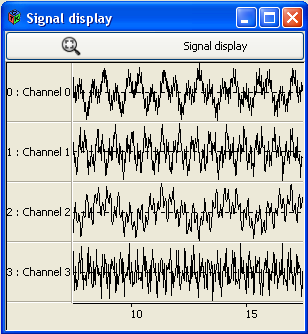 Signal display
Signal display
0 : Channel 0
1 : Channel 1
2 : Channel 2
3 : Channel 3
10 15